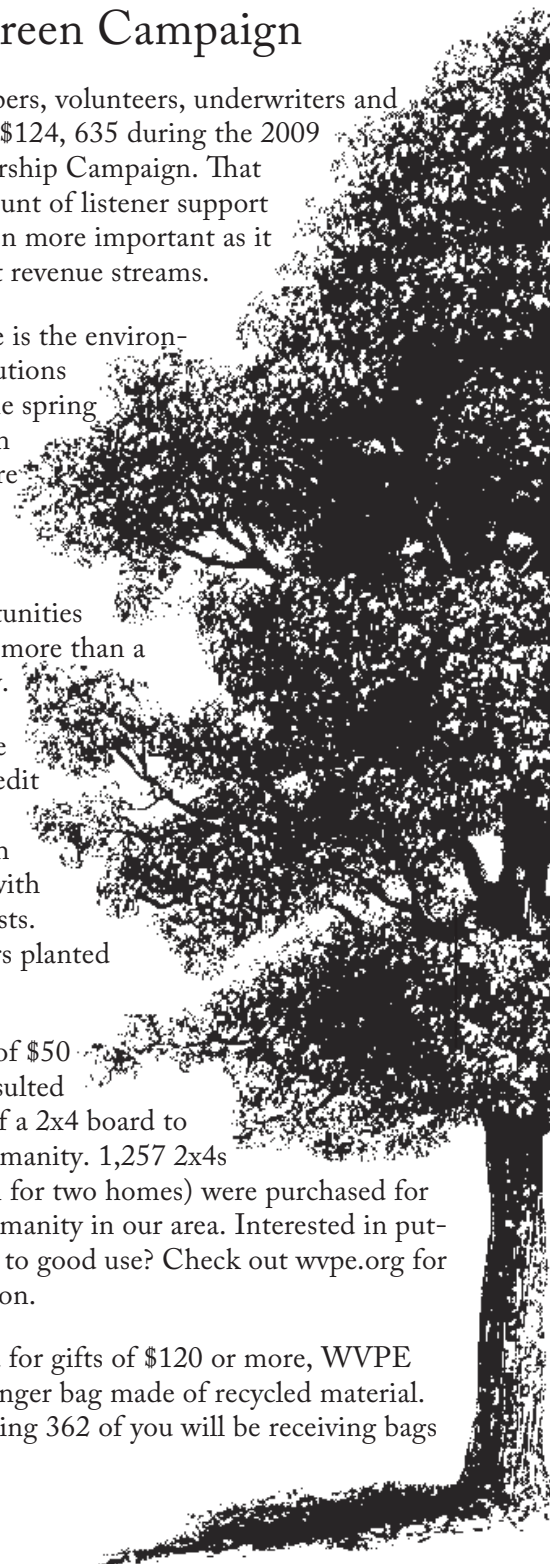 reen Campaign
bers, volunteers, underwriters and
$124, 635 during the 2009
rship Campaign. That
unt of listener support
n more important as it
t revenue streams.
e is the environ-
utions
e spring
n
re
tunities
more than a
.
e
edit
n
with
sts.
rs planted
of $50
sulted
f a 2x4 board to
manity. 1,257 2x4s
n for two homes) were purchased for
manity in our area. Interested in put-
to good use? Check out wvpe.org for
on.
for gifts of $120 or more, WVPE
nger bag made of recycled material.
ing 362 of you will be receiving bags